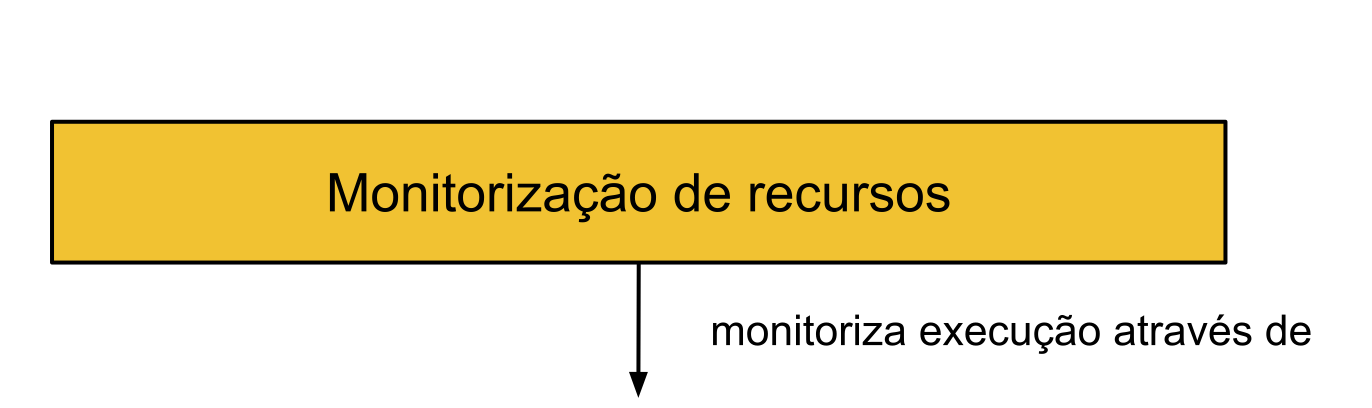 Monitorização de recursos
monitoriza execução através de